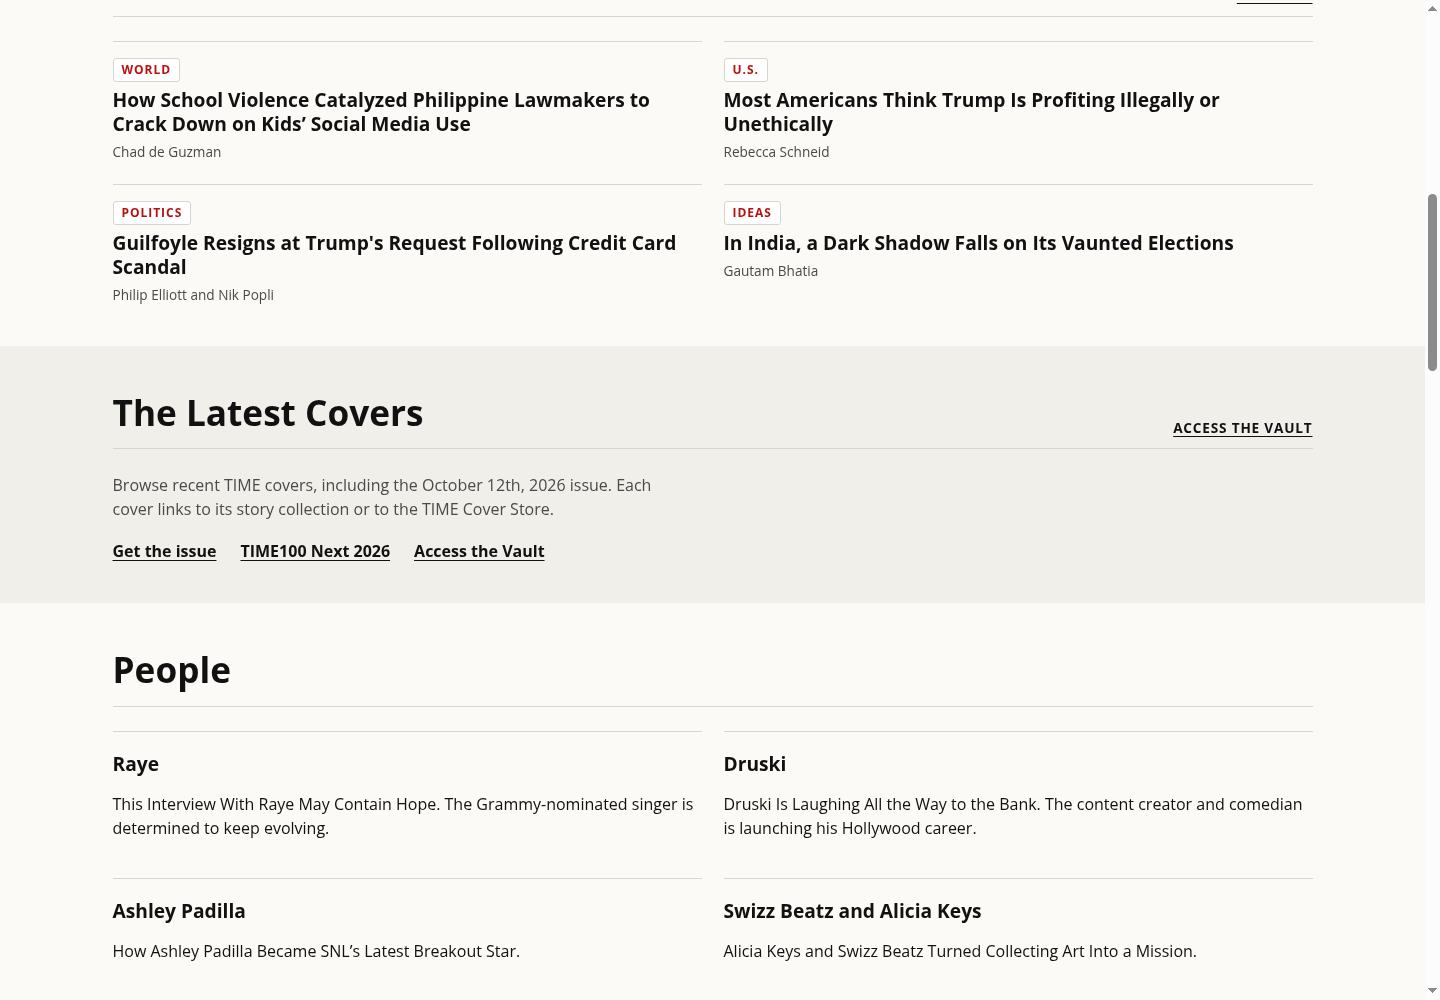 WORLD
How School Violence Catalyzed Philippine Lawmakers to
Crack Down on Kids’ Social Media Use
Chad de Guzman
U.S.
Most Americans Think Trump Is Profiting Illegally or
Unethically
Rebecca Schneid
POLITICS
Guilfoyle Resigns at Trump's Request Following Credit Card
Scandal
Philip Elliott and Nik Popli
IDEAS
In India, a Dark Shadow Falls on Its Vaunted Elections
Gautam Bhatia
The Latest Covers
ACCESS THE VAULT
Browse recent TIME covers, including the October 12th, 2026 issue. Each
cover links to its story collection or to the TIME Cover Store.
Get the issue TIME100 Next 2026 Access the Vault
People
Raye
This Interview With Raye May Contain Hope. The Grammy-nominated singer is
determined to keep evolving.
Druski
Druski Is Laughing All the Way to the Bank. The content creator and comedian
is launching his Hollywood career.
Ashley Padilla
How Ashley Padilla Became SNL’s Latest Breakout Star.
Swizz Beatz and Alicia Keys
Alicia Keys and Swizz Beatz Turned Collecting Art Into a Mission.